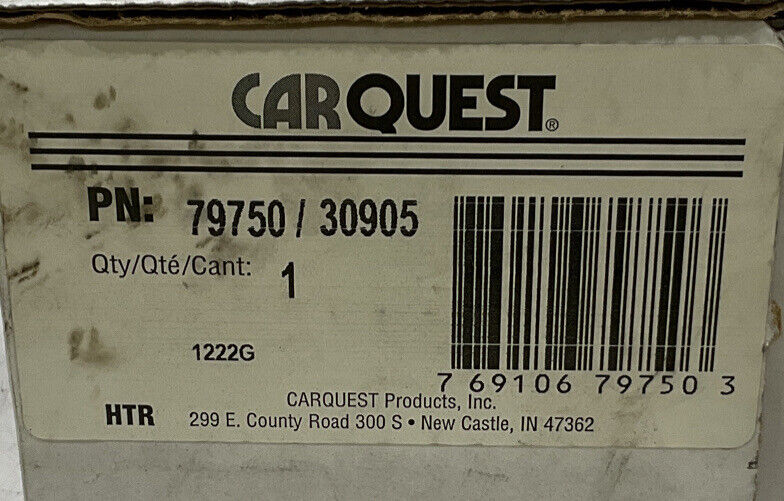 CARQUEST®
PN: 79750 / 30905
Qty/Qté/Cant: 1
1222G
7 69106 79750 3
CARQUEST Products, Inc.
HTR 299 E. County Road 300 S • New Castle, IN 47362